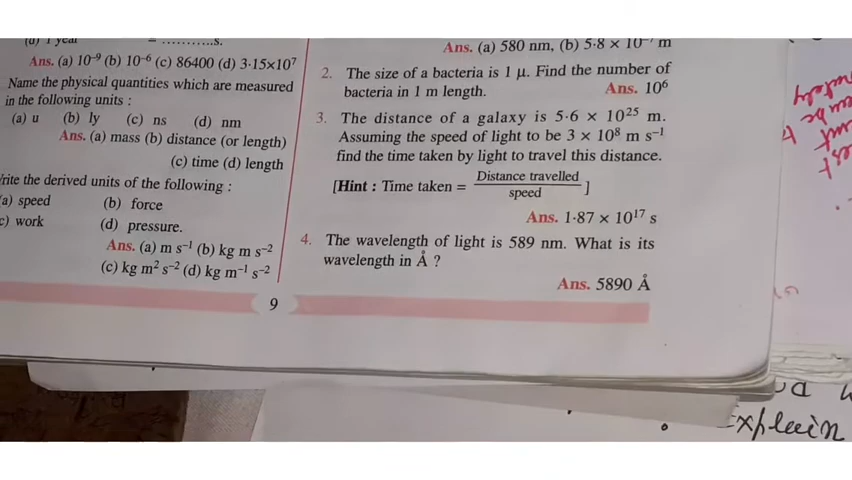 (d) 1 year = ...........s.
Ans. (a) 10⁻⁹ (b) 10⁻⁶ (c) 86400 (d) 3·15×10⁷
Name the physical quantities which are measured
in the following units :
(a) u (b) ly (c) ns (d) nm
Ans. (a) mass (b) distance (or length)
(c) time (d) length
rite the derived units of the following :
(a) speed (b) force
c) work (d) pressure.
Ans. (a) m s⁻¹ (b) kg m s⁻²
(c) kg m² s⁻² (d) kg m⁻¹ s⁻²
Ans. (a) 580 nm, (b) 5·8 × 10⁻⁷ m
2. The size of a bacteria is 1 μ. Find the number of
bacteria in 1 m length. Ans. 10⁶
3. The distance of a galaxy is 5·6 × 10²⁵ m.
Assuming the speed of light to be 3 × 10⁸ m s⁻¹
find the time taken by light to travel this distance.
[Hint : Time taken = Distance travelled
speed ]
Ans. 1·87 × 10¹⁷ s
4. The wavelength of light is 589 nm. What is its
wavelength in Å ?
Ans. 5890 Å
9
explain